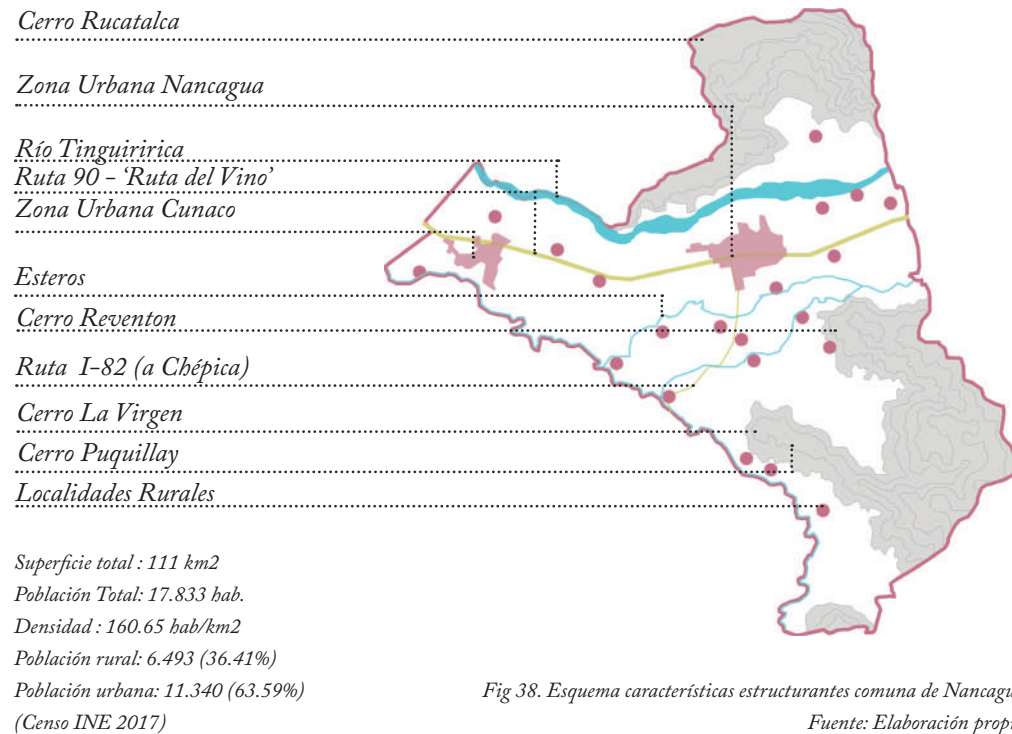 Cerro Rucatalca
Zona Urbana Nancagua
Río Tinguiririca
Ruta 90 - ‘Ruta del Vino’
Zona Urbana Cunaco
Esteros
Cerro Reventon
Ruta I-82 (a Chépica)
Cerro La Virgen
Cerro Puquillay
Localidades Rurales
Superficie total : 111 km2
Población Total: 17.833 hab.
Densidad : 160.65 hab/km2
Población rural: 6.493 (36.41%)
Población urbana: 11.340 (63.59%)
(Censo INE 2017)
Fig 38. Esquema características estructurantes comuna de Nancagu
Fuente: Elaboración propi